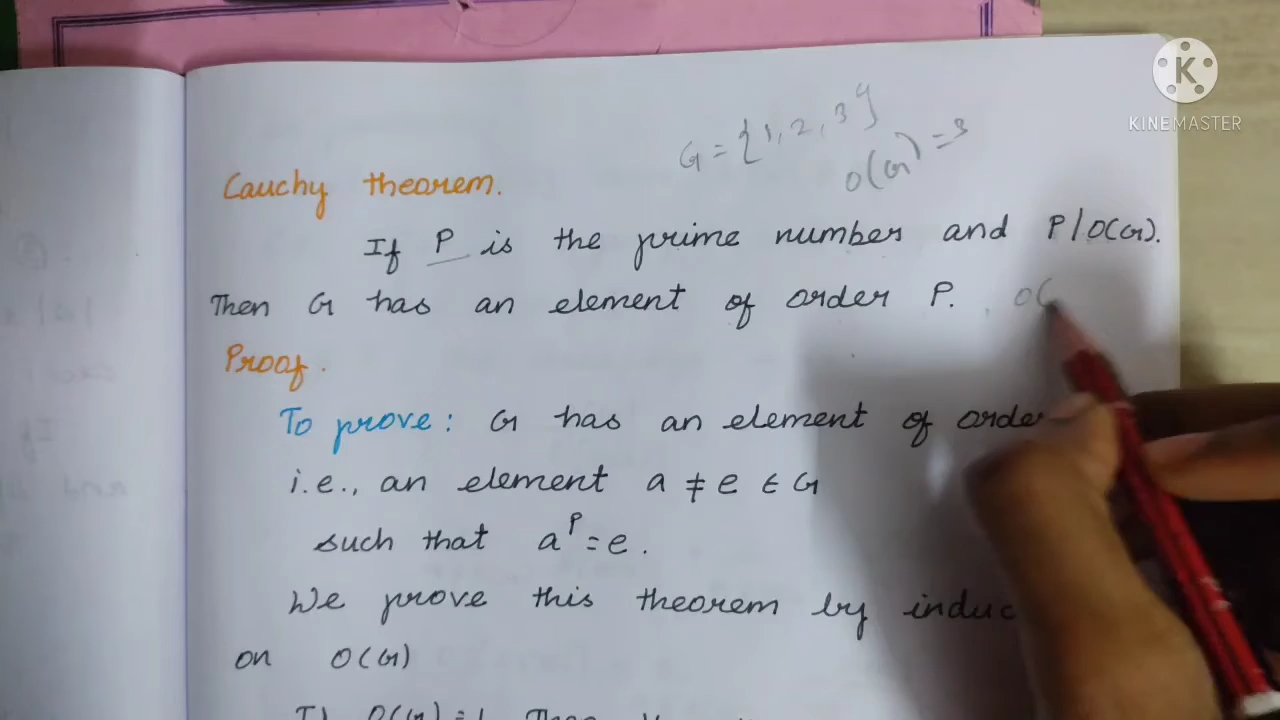 G = {1, 2, 3}
O(G) = 3
K
KINEMASTER
Cauchy theorem.
If P is the prime number and P/O(G).
Then G has an element of order P. O(
Proof.
To prove: G has an element of orde
i.e., an element a ≠ e ∈ G
such that a^P = e.
We prove this theorem by induc
on O(G)